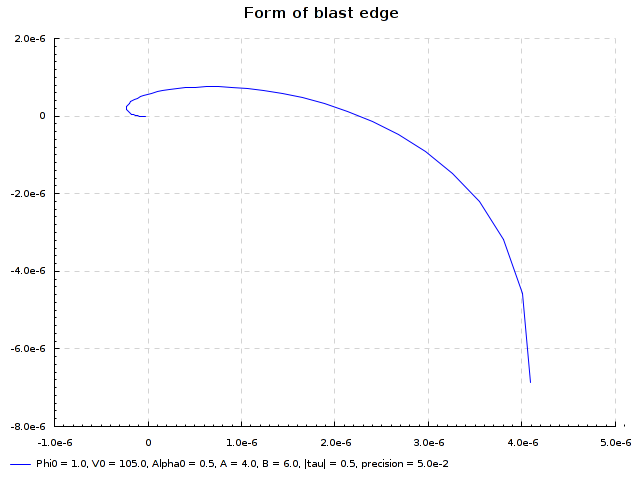 Form of blast edge
2.0e-6
0
-2.0e-6
-4.0e-6
-6.0e-6
-8.0e-6
-1.0e-6 0 1.0e-6 2.0e-6 3.0e-6 4.0e-6 5.0e-6
Phi0 = 1.0, V0 = 105.0, Alpha0 = 0.5, A = 4.0, B = 6.0, |tau| = 0.5, precision = 5.0e-2